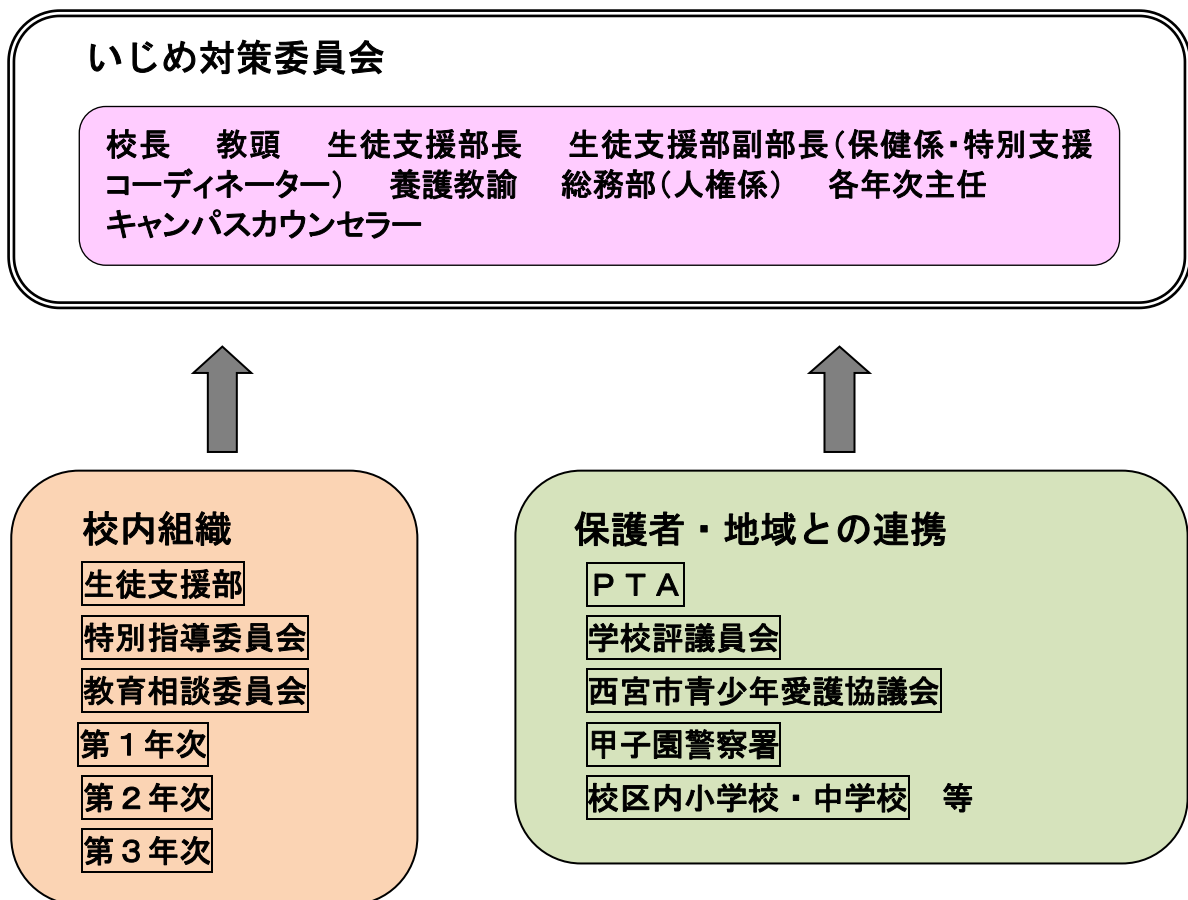 いじめ対策委員会
校長　教頭　生徒支援部長　生徒支援部副部長（保健係・特別支援
コーディネーター）　養護教諭　総務部（人権係）　各年次主任
キャンパスカウンセラー
校内組織
生徒支援部
特別指導委員会
教育相談委員会
第１年次
第２年次
第３年次
保護者・地域との連携
ＰＴＡ
学校評議員会
西宮市青少年愛護協議会
甲子園警察署
校区内小学校・中学校　等